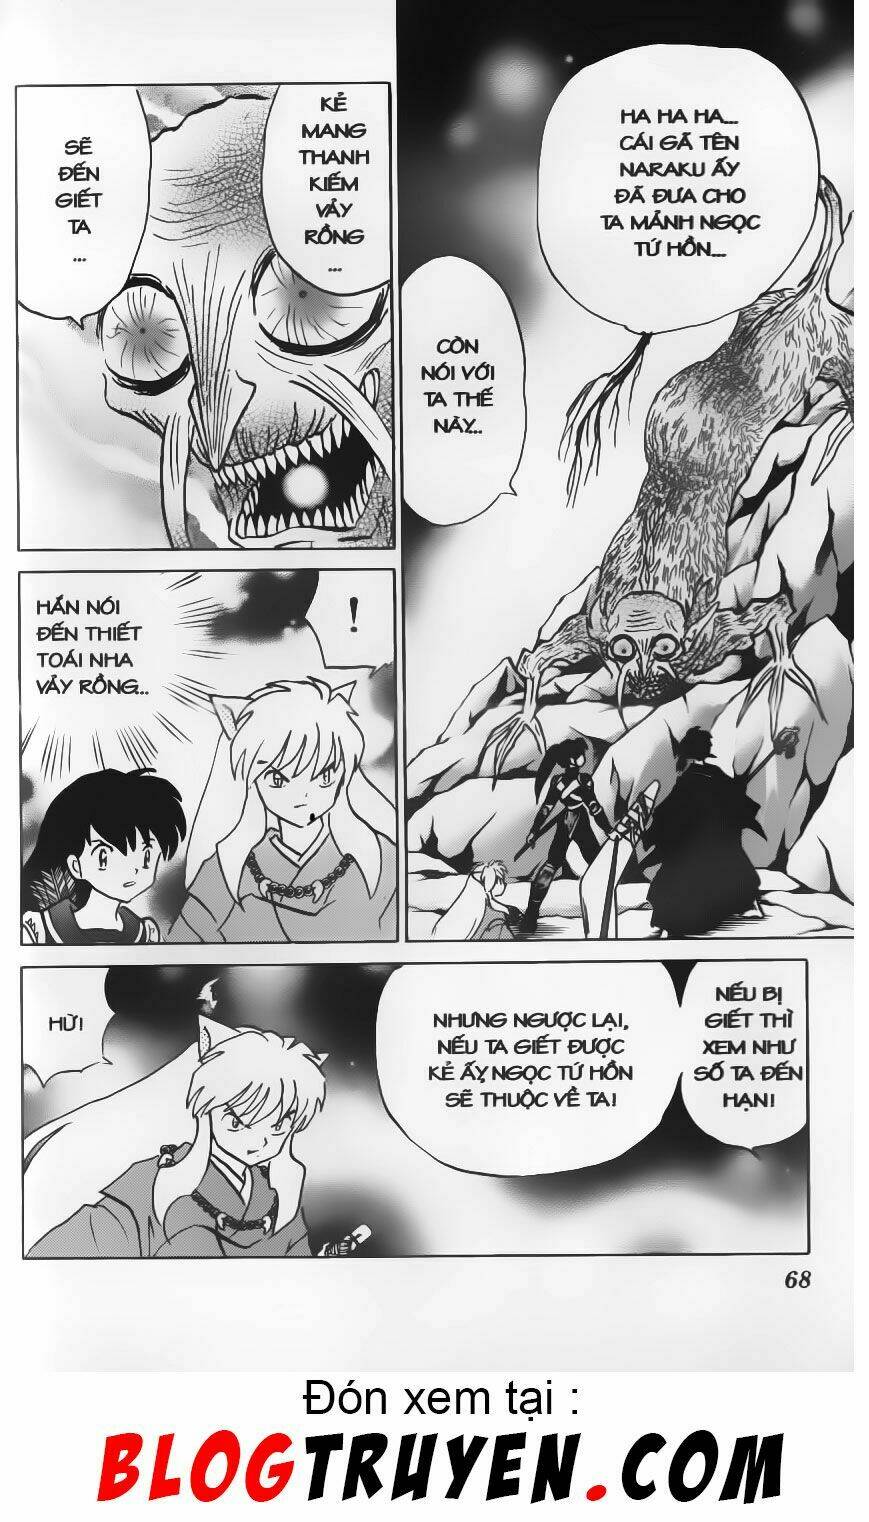 HA HA HA...
CÁI GÃ TÊN
NARAKU ẤY
ĐÃ ĐƯA CHO
TA MẢNH NGỌC
TỨ HỒN...
CÒN
NÓI VỚI
TA THẾ
NÀY...
KẺ
MANG
THANH
KIẾM
VẢY
RỒNG
...
SẼ
ĐẾN
GIẾT
TA
...
!
HẮN NÓI
ĐẾN THIẾT
TOÁI NHA
VẢY RỒNG...
NẾU BỊ
GIẾT THÌ
XEM NHƯ
SỐ TA ĐẾN
HẠN!
NHƯNG NGƯỢC LẠI,
NẾU TA GIẾT ĐƯỢC
KẺ ẤY, NGỌC TỨ HỒN
SẼ THUỘC VỀ TA!
HỪ!
68
Đón xem tại :
BLOGTRUYEN.COM